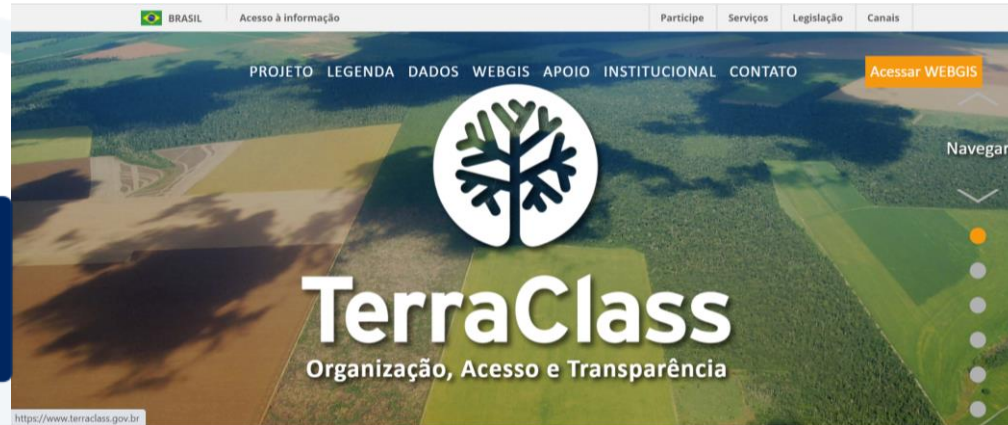 BRASIL Acesso à informação Participe Serviços Legislação Canais
PROJETO LEGENDA DADOS WEBGIS APOIO INSTITUCIONAL CONTATO Acessar WEBGIS
Navegar
TerraClass
Organização, Acesso e Transparência
https://www.terraclass.gov.br